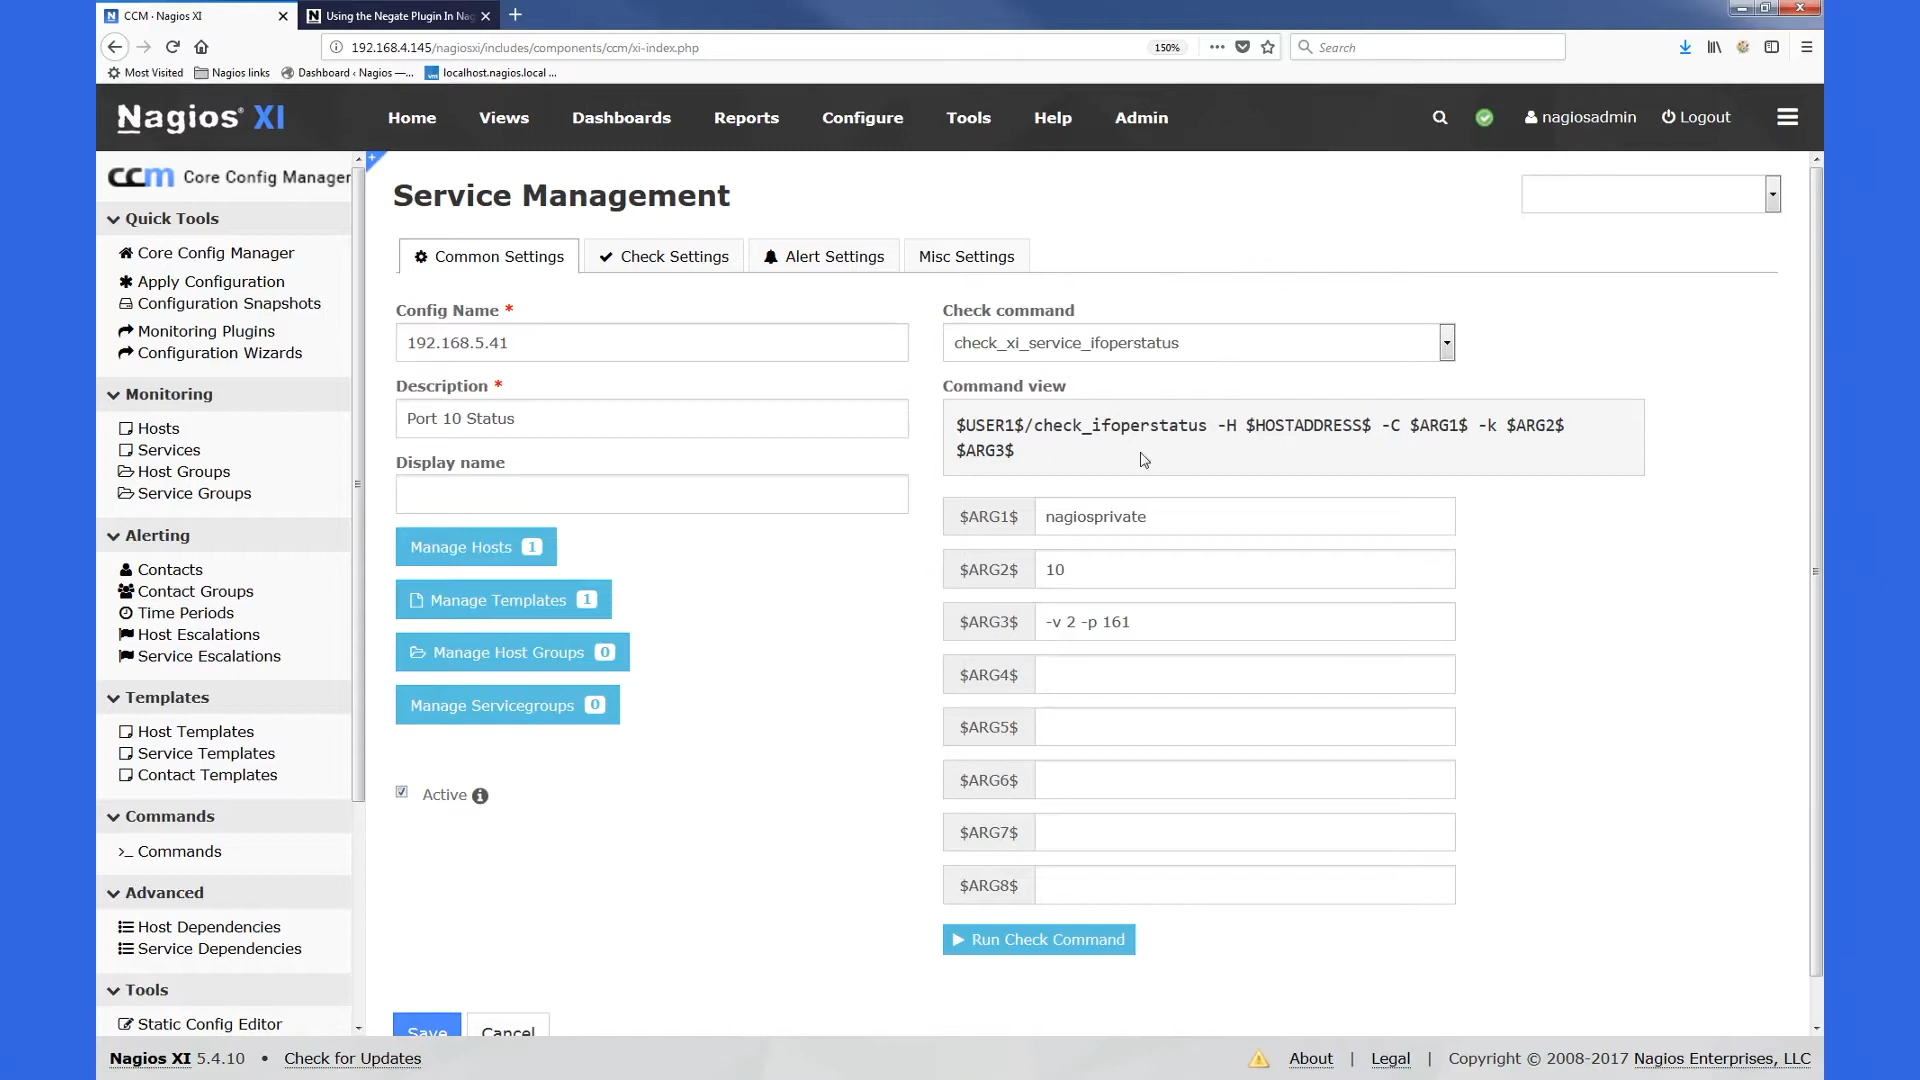 CCM · Nagios XI
Using the Negate Plugin In Nag
192.168.4.145/nagiosxi/includes/components/ccm/xi-index.php
150%
Search
Most Visited
Nagios links
Dashboard ‹ Nagios —...
localhost.nagios.local ...
Nagios® XI
Home
Views
Dashboards
Reports
Configure
Tools
Help
Admin
nagiosadmin
Logout
ccm Core Config Manager
Quick Tools
Core Config Manager
Apply Configuration
Configuration Snapshots
Monitoring Plugins
Configuration Wizards
Monitoring
Hosts
Services
Host Groups
Service Groups
Alerting
Contacts
Contact Groups
Time Periods
Host Escalations
Service Escalations
Templates
Host Templates
Service Templates
Contact Templates
Commands
>_ Commands
Advanced
Host Dependencies
Service Dependencies
Tools
Static Config Editor
Service Management
Common Settings
Check Settings
Alert Settings
Misc Settings
Config Name *
192.168.5.41
Description *
Port 10 Status
Display name
Manage Hosts 1
Manage Templates 1
Manage Host Groups 0
Manage Servicegroups 0
Active
Check command
check_xi_service_ifoperstatus
Command view
$USER1$/check_ifoperstatus -H $HOSTADDRESS$ -C $ARG1$ -k $ARG2$
$ARG3$
$ARG1$ nagiosprivate
$ARG2$ 10
$ARG3$ -v 2 -p 161
$ARG4$
$ARG5$
$ARG6$
$ARG7$
$ARG8$
Run Check Command
Save
Cancel
Nagios XI 5.4.10 • Check for Updates
About | Legal | Copyright © 2008-2017 Nagios Enterprises, LLC